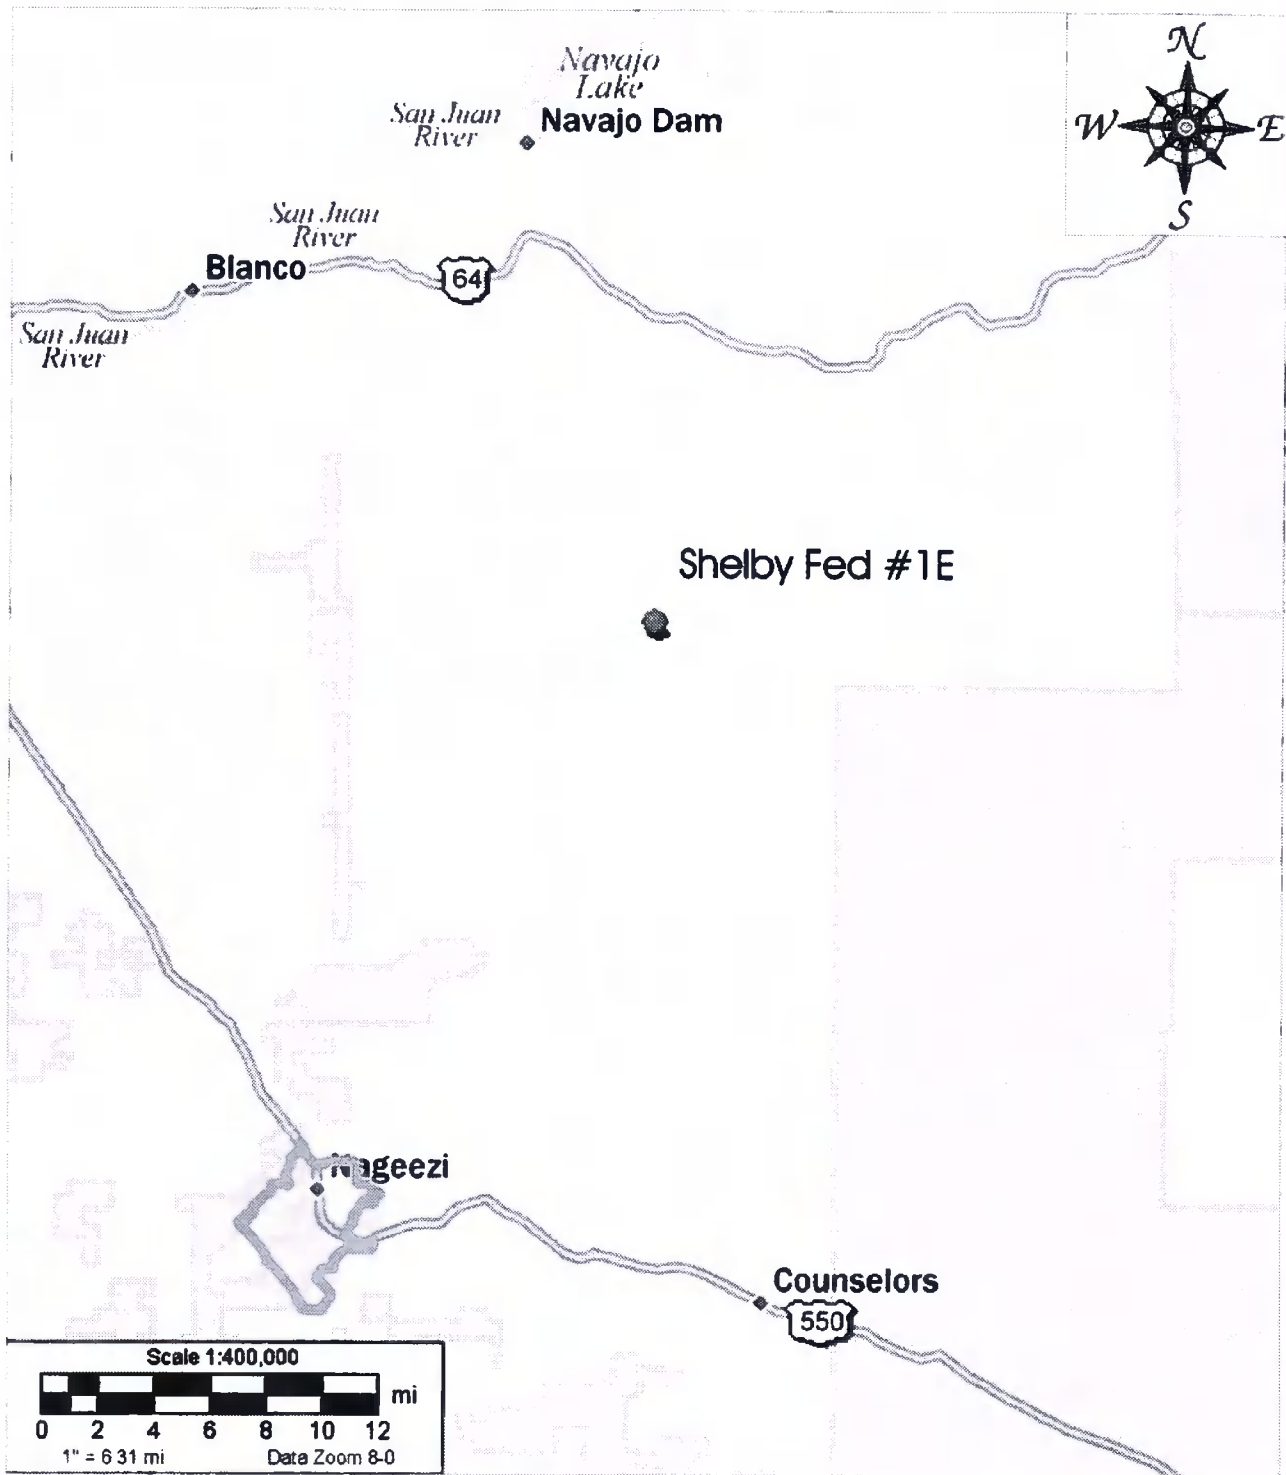 N
W
E
S
Navajo
Lake
San Juan
River
Navajo Dam
San Juan
River
Blanco
64
San Juan
River
Shelby Fed #1E
Nageezi
Counselors
550
Scale 1:400,000
mi
0 2 4 6 8 10 12
1" = 6 31 mi Data Zoom 8-0